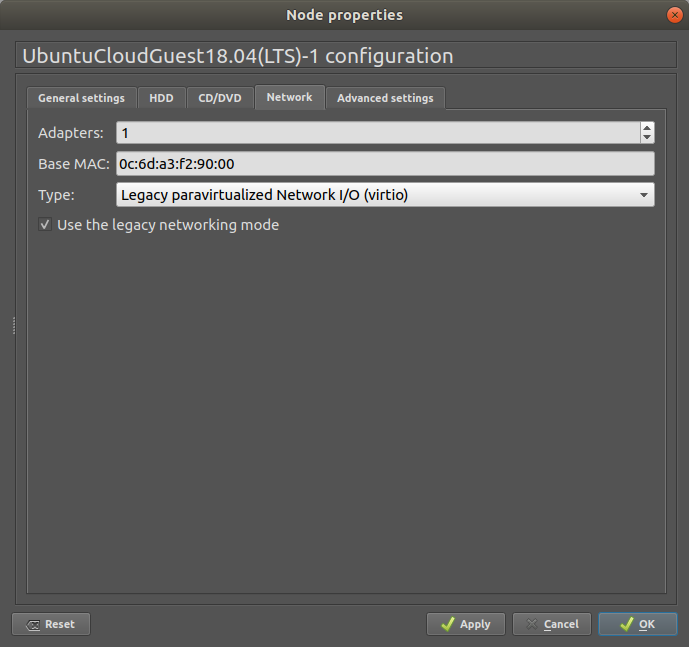 Node properties
UbuntuCloudGuest18.04(LTS)-1 configuration
General settings HDD CD/DVD Network Advanced settings
Adapters: 1
Base MAC: 0c:6d:a3:f2:90:00
Type: Legacy paravirtualized Network I/O (virtio)
Use the legacy networking mode
Reset Apply Cancel OK